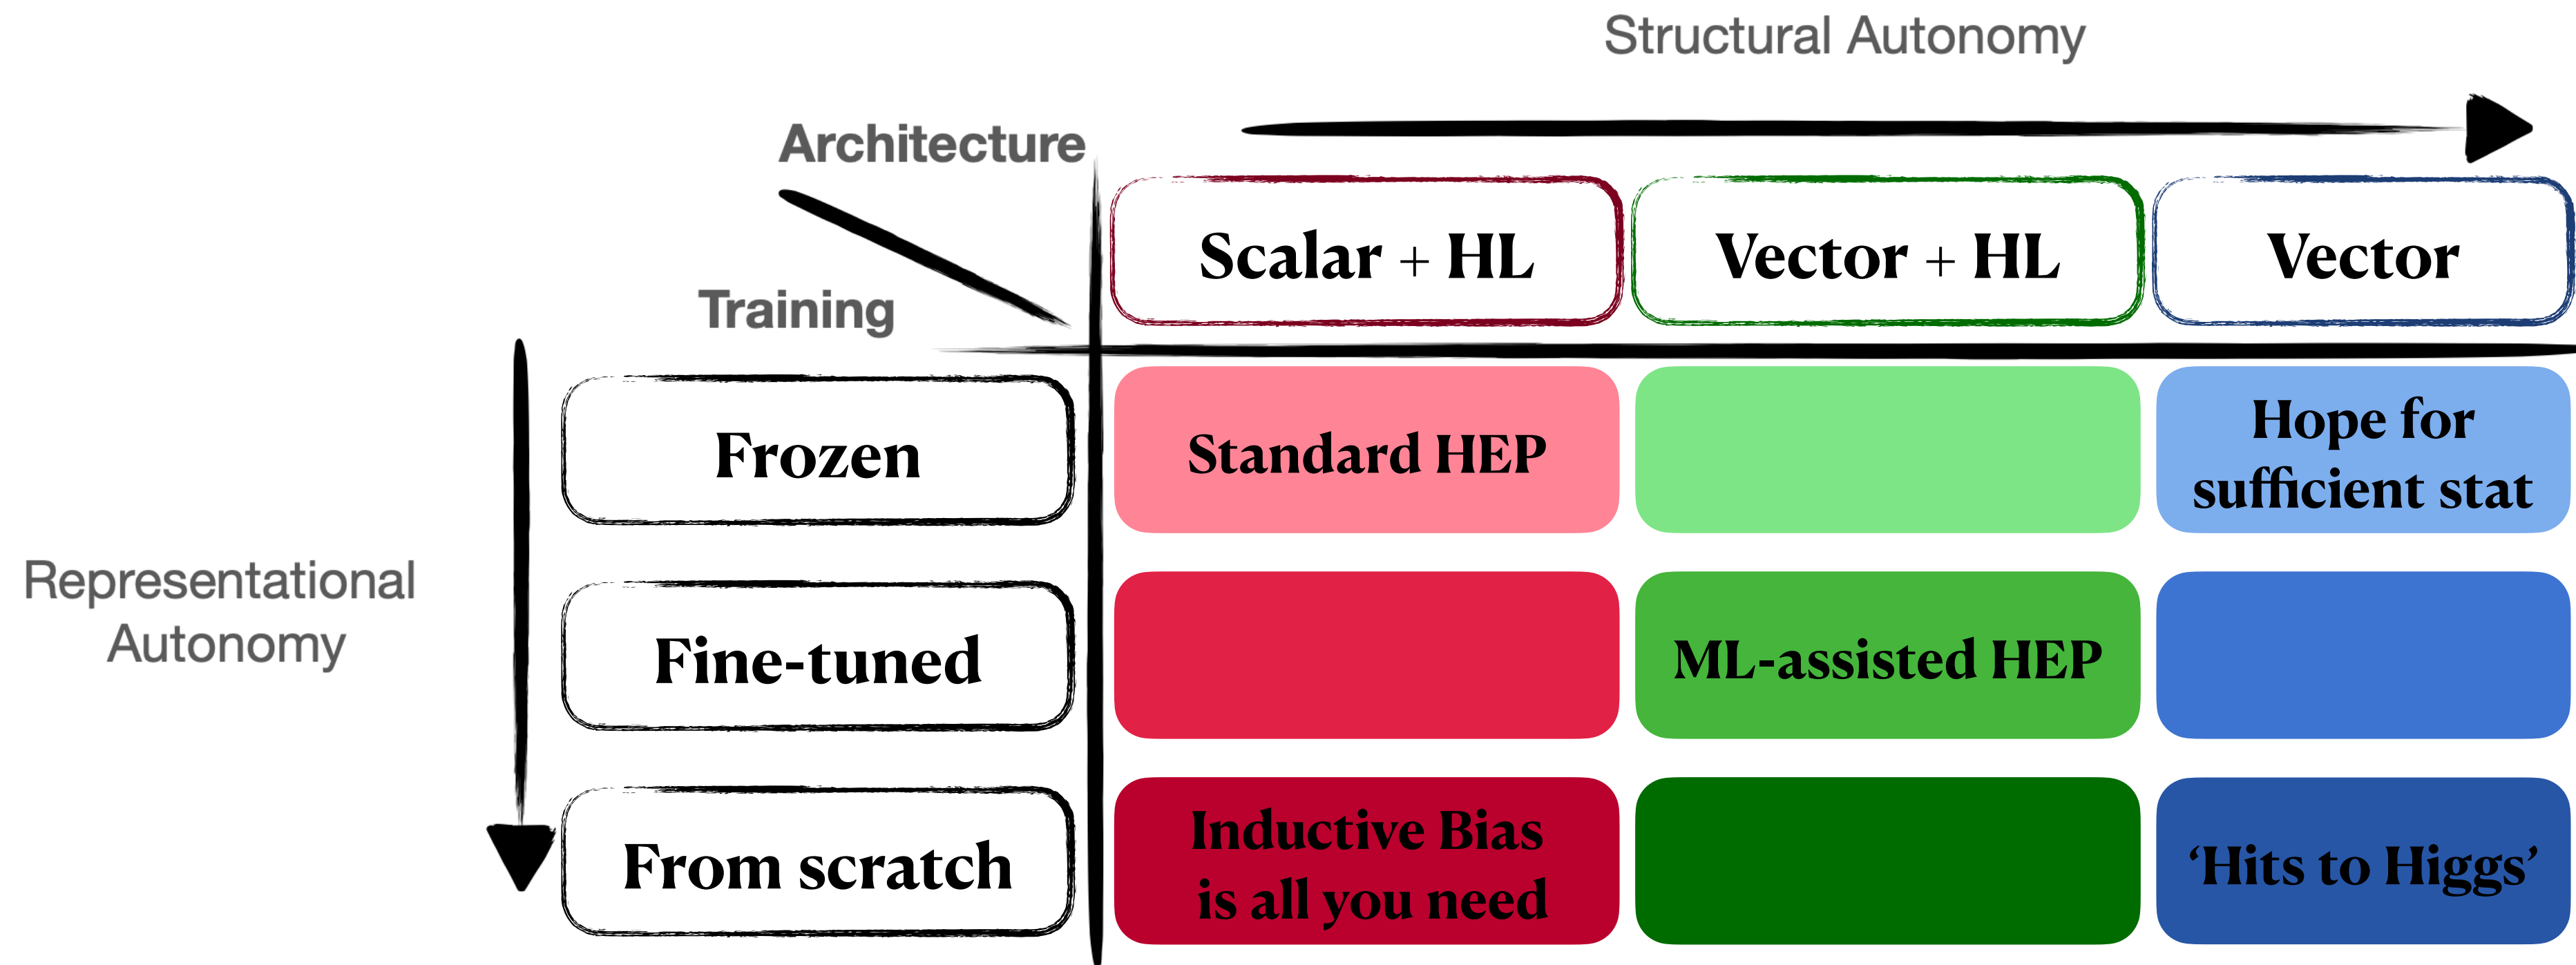 Structural Autonomy
Architecture
Training
Scalar + HL
Vector + HL
Vector
Representational
Autonomy
Frozen
Standard HEP
Hope for
sufficient stat
Fine-tuned
ML-assisted HEP
From scratch
Inductive Bias
is all you need
‘Hits to Higgs’